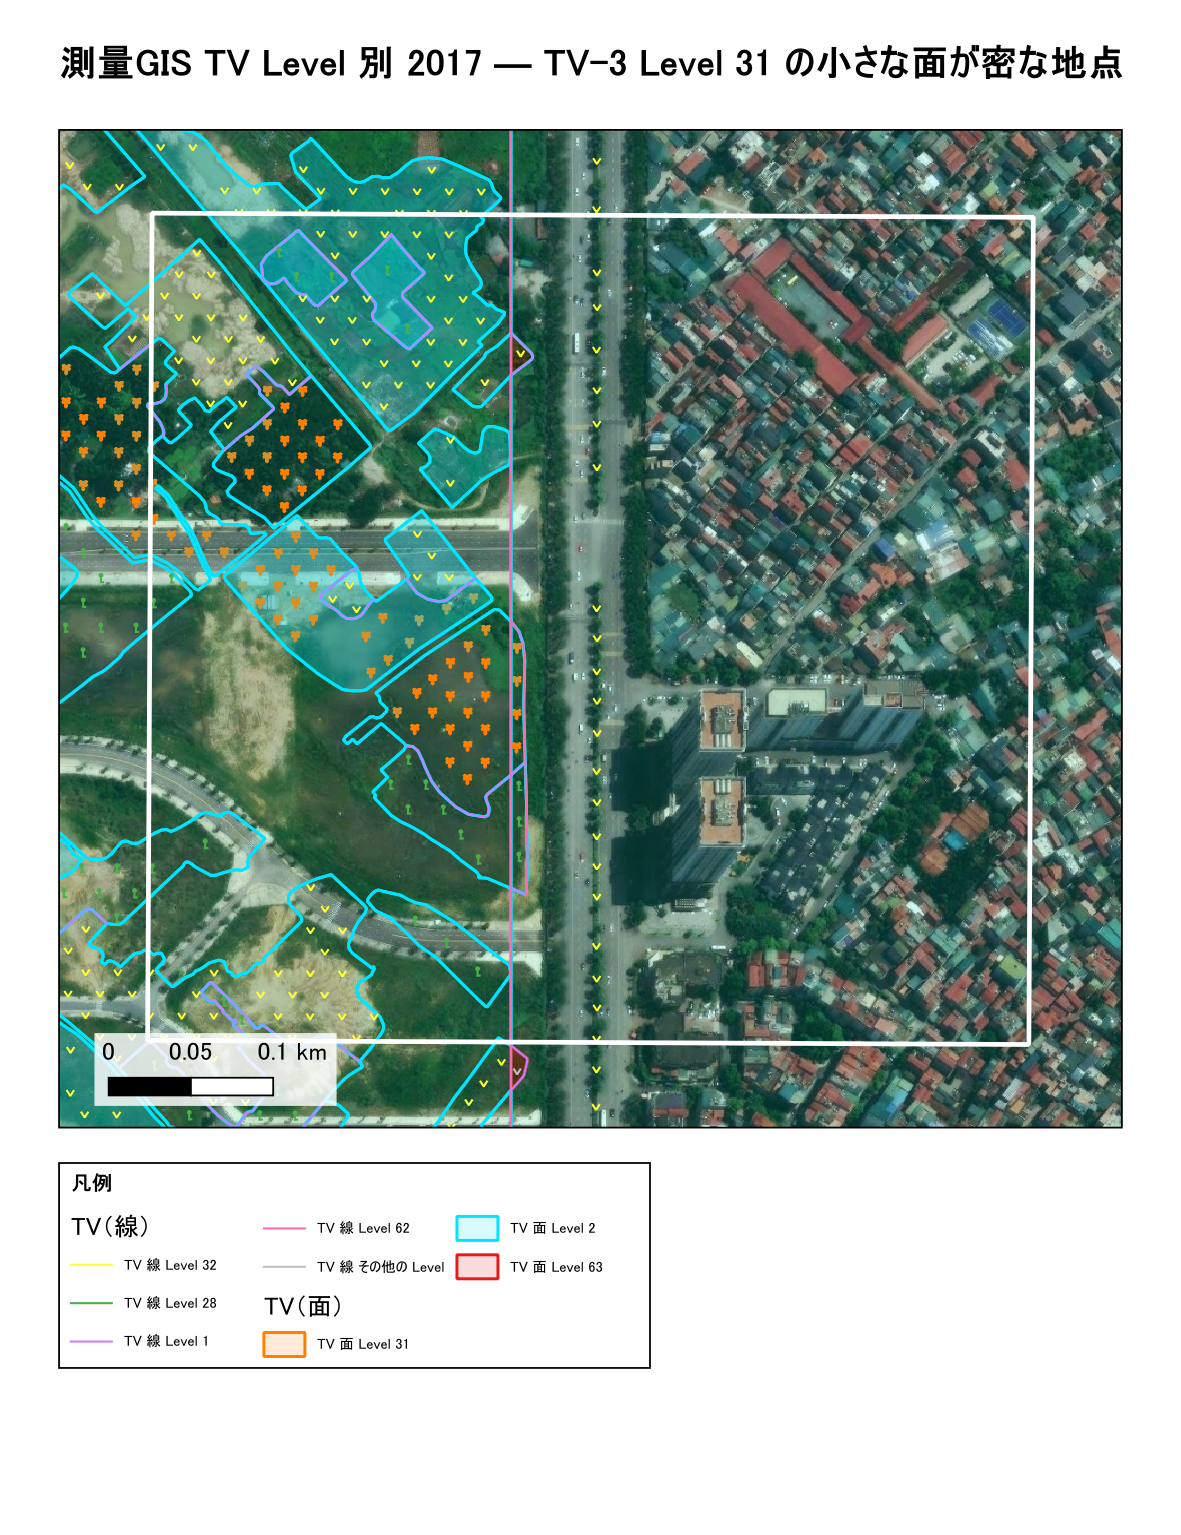 測量GIS TV Level 別 2017 — TV-3 Level 31 の小さな面が密な地点
0 0.05 0.1 km
凡例
TV(線)
TV 線 Level 32
TV 線 Level 28
TV 線 Level 1
TV 線 Level 62
TV 線 その他の Level
TV(面)
TV 面 Level 31
TV 面 Level 2
TV 面 Level 63